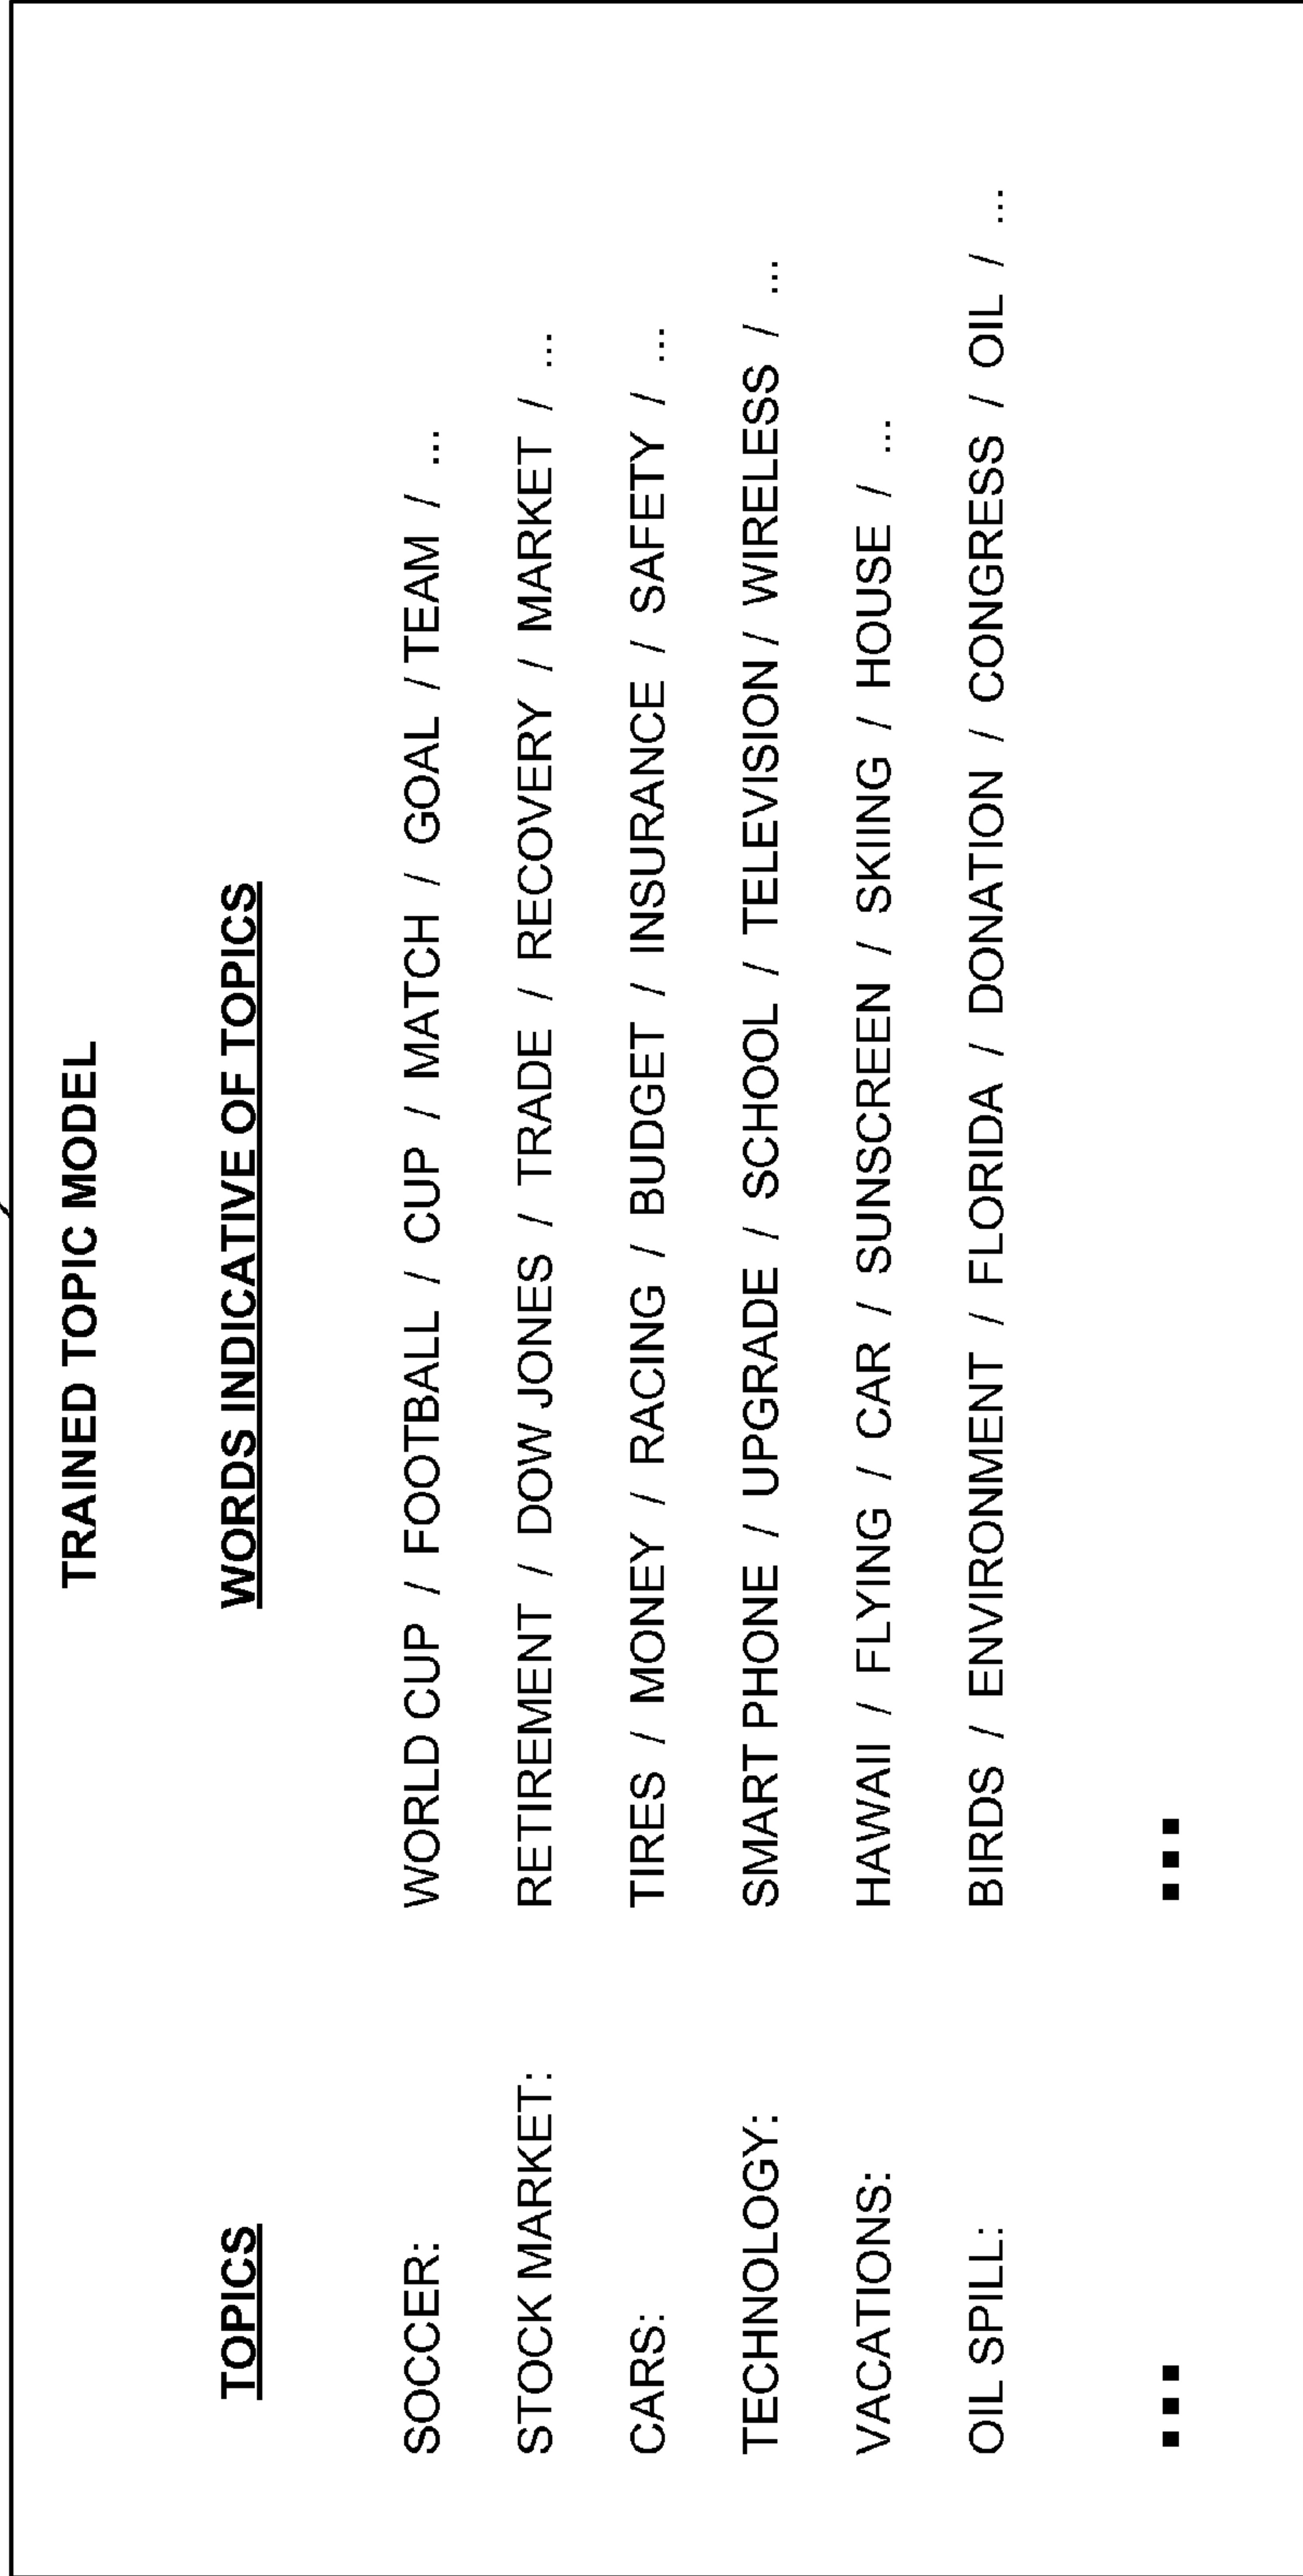 TRAINED TOPIC MODEL
TOPICS WORDS INDICATIVE OF TOPICS
SOCCER: WORLD CUP / FOOTBALL / CUP / MATCH / GOAL / TEAM / ...
STOCK MARKET: RETIREMENT / DOW JONES / TRADE / RECOVERY / MARKET / ...
CARS: TIRES / MONEY / RACING / BUDGET / INSURANCE / SAFETY / ...
TECHNOLOGY: SMART PHONE / UPGRADE / SCHOOL / TELEVISION / WIRELESS / ...
VACATIONS: HAWAII / FLYING / CAR / SUNSCREEN / SKIING / HOUSE / ...
OIL SPILL: BIRDS / ENVIRONMENT / FLORIDA / DONATION / CONGRESS / OIL / ...
... ...